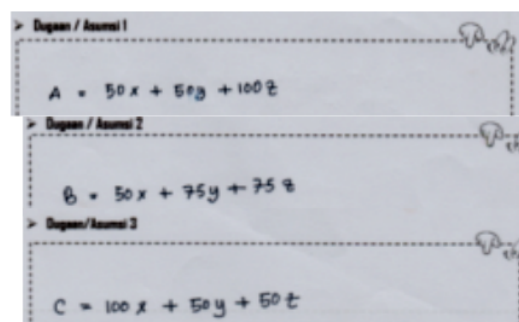 ➤ Dugaan / Asumsi 1
A = 50x + 50y + 100z
➤ Dugaan / Asumsi 2
B = 50x + 75y + 75z
➤ Dugaan/Asumsi 3
C = 100x + 50y + 50z